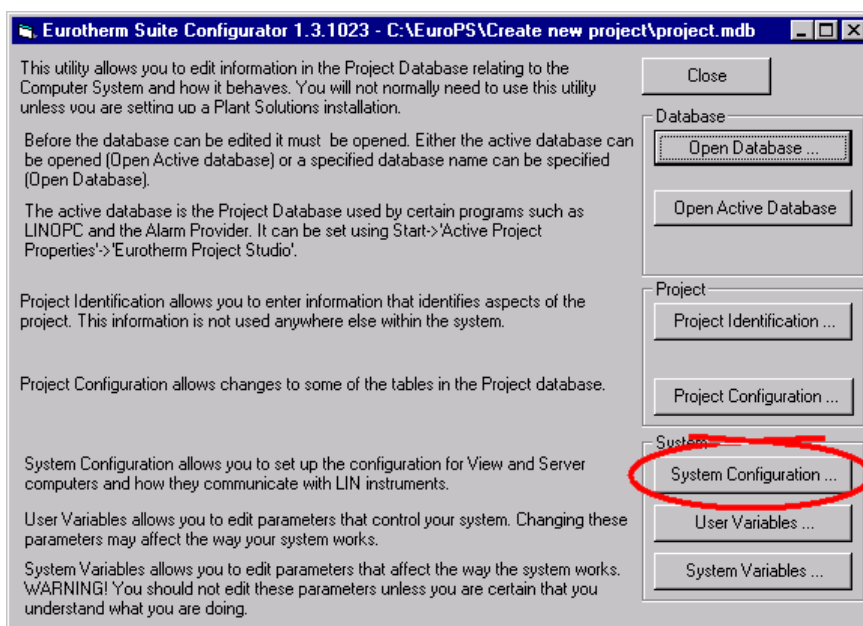 Eurotherm Suite Configurator 1.3.1023 - C:\EuroPS\Create new project\project.mdb
This utility allows you to edit information in the Project Database relating to the
Computer System and how it behaves. You will not normally need to use this utility
unless you are setting up a Plant Solutions installation.
Close
Database
Before the database can be edited it must be opened. Either the active database can
be opened (Open Active database) or a specified database name can be specified
(Open Database).
Open Database ...
The active database is the Project Database used by certain programs such as
LINOPC and the Alarm Provider. It can be set using Start->'Active Project
Properties'->'Eurotherm Project Studio'.
Open Active Database
Project
Project Identification allows you to enter information that identifies aspects of the
project. This information is not used anywhere else within the system.
Project Identification ...
Project Configuration allows changes to some of the tables in the Project database.
Project Configuration ...
System
System Configuration allows you to set up the configuration for View and Server
computers and how they communicate with LIN instruments.
System Configuration ...
User Variables allows you to edit parameters that control your system. Changing these
parameters may affect the way your system works.
User Variables ...
System Variables allows you to edit parameters that affect the way the system works.
WARNING! You should not edit these parameters unless you are certain that you
understand what you are doing.
System Variables ...